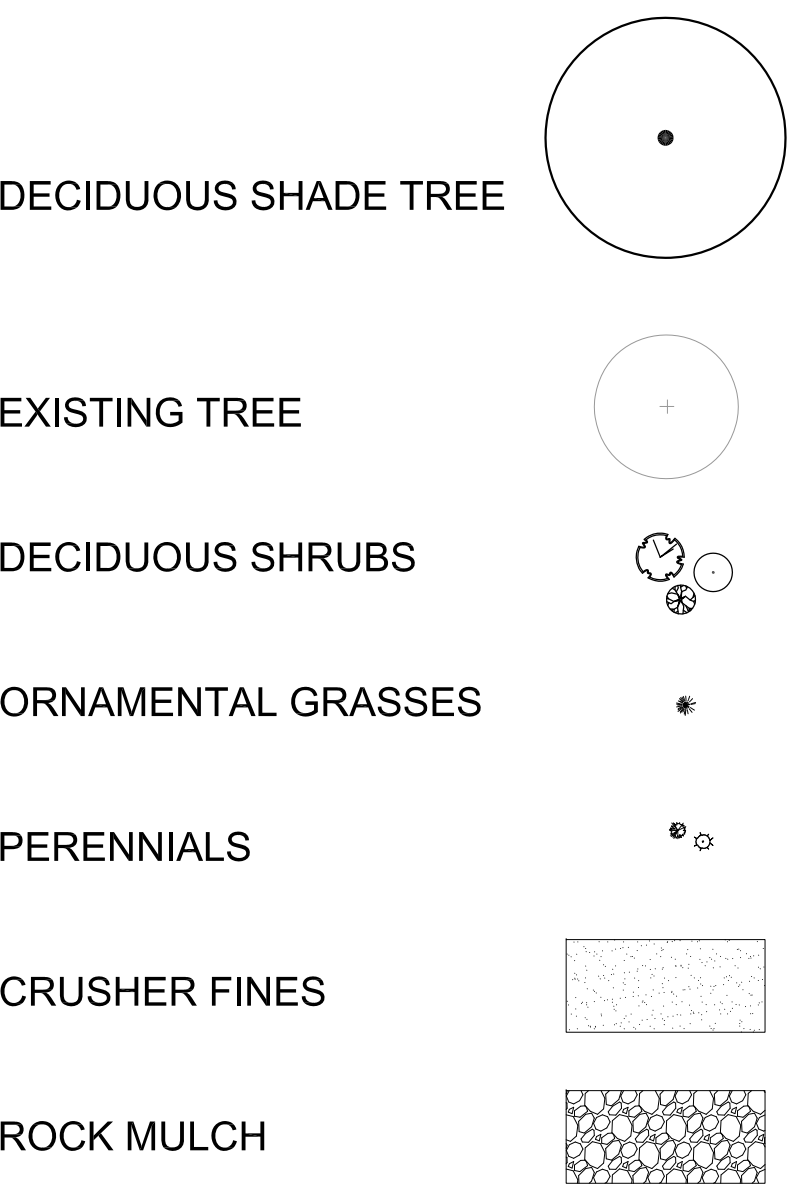 DECIDUOUS SHADE TREE
EXISTING TREE
DECIDUOUS SHRUBS
ORNAMENTAL GRASSES
PERENNIALS
CRUSHER FINES
ROCK MULCH